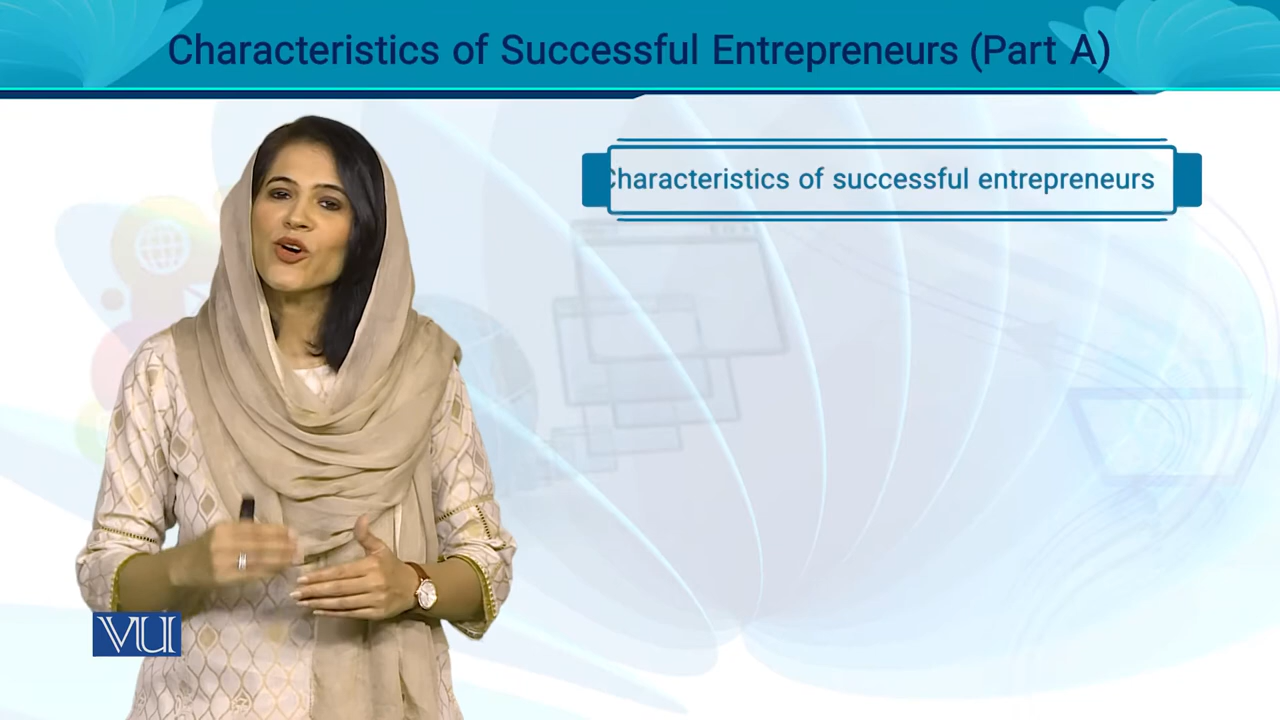 Characteristics of Successful Entrepreneurs (Part A)
Characteristics of successful entrepreneurs
VU